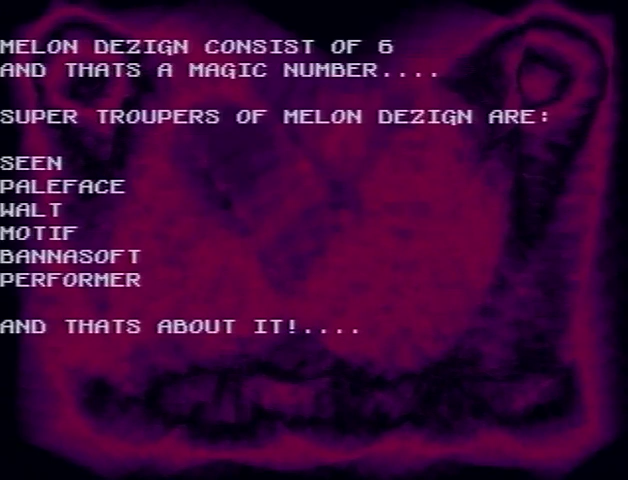 MELON DEZIGN CONSIST OF 6
AND THATS A MAGIC NUMBER....
SUPER TROUPERS OF MELON DEZIGN ARE:
SEEN
PALEFACE
WALT
MOTIF
BANNASOFT
PERFORMER
AND THATS ABOUT IT!....